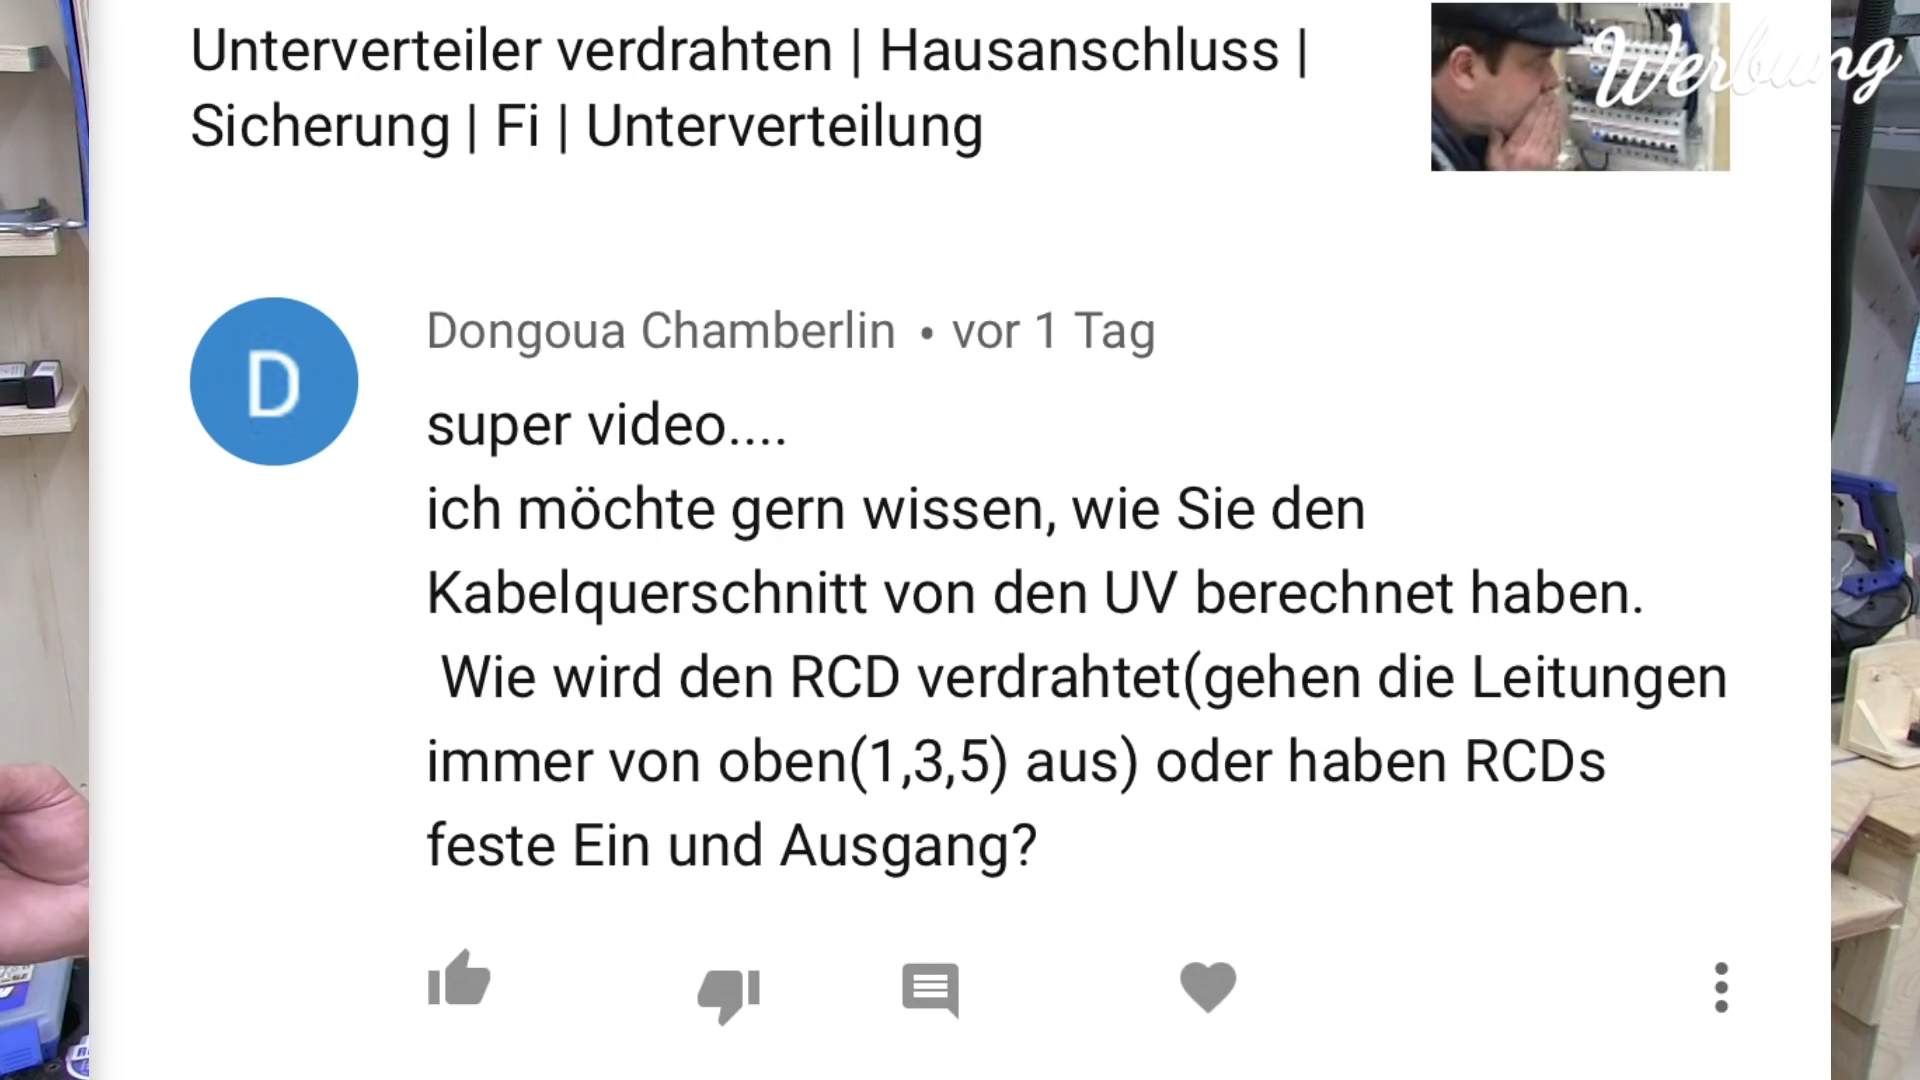 Unterverteiler verdrahten | Hausanschluss |
Sicherung | Fi | Unterverteilung
Werbung
D
Dongoua Chamberlin • vor 1 Tag
super video....
ich möchte gern wissen, wie Sie den
Kabelquerschnitt von den UV berechnet haben.
Wie wird den RCD verdrahtet(gehen die Leitungen
immer von oben(1,3,5) aus) oder haben RCDs
feste Ein und Ausgang?